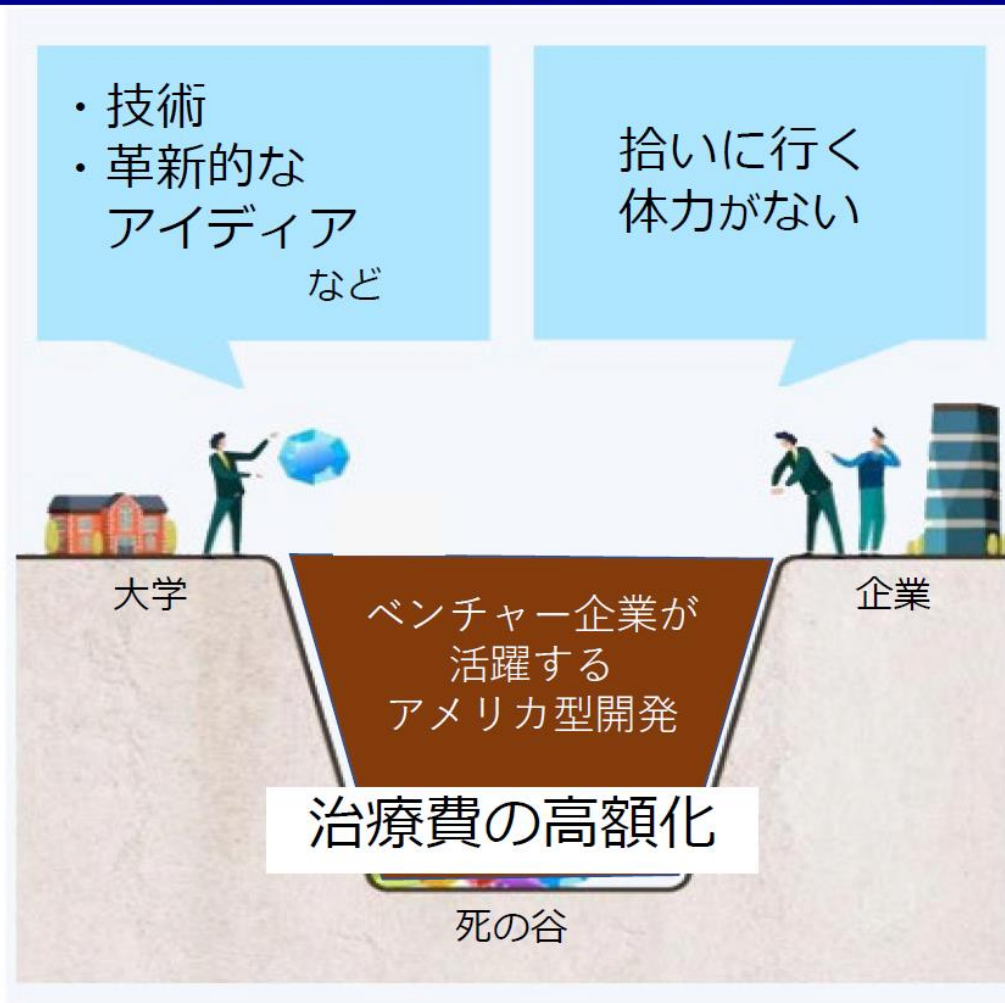 ・技術
・革新的な
アイディア
など
拾いに行く
体力がない
大学
企業
ベンチャー企業が
活躍する
アメリカ型開発
治療費の高額化
死の谷